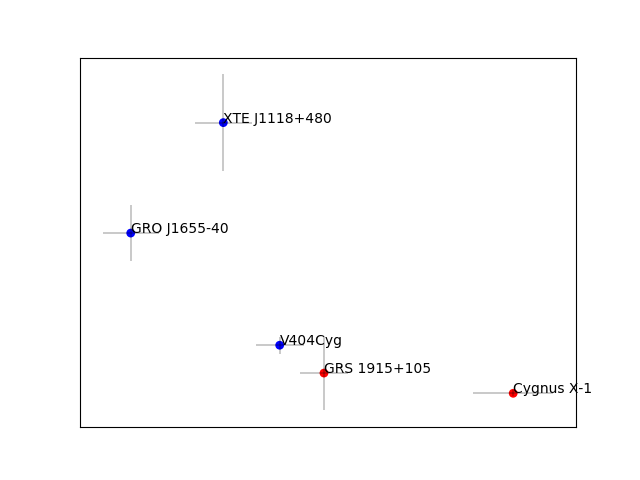 XTE J1118+480
GRO J1655-40
V404Cyg
GRS 1915+105
Cygnus X-1